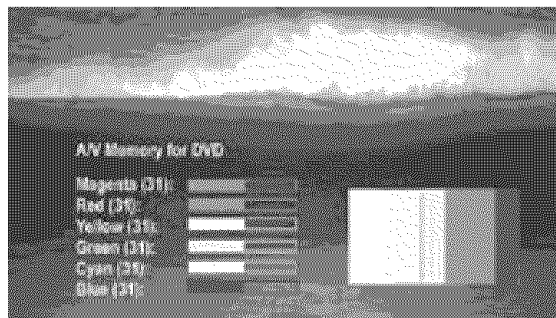 A/V Memory for DVD
Magenta (31):
Red (31):
Yellow (31):
Green (31):
Cyan (31):
Blue (31):